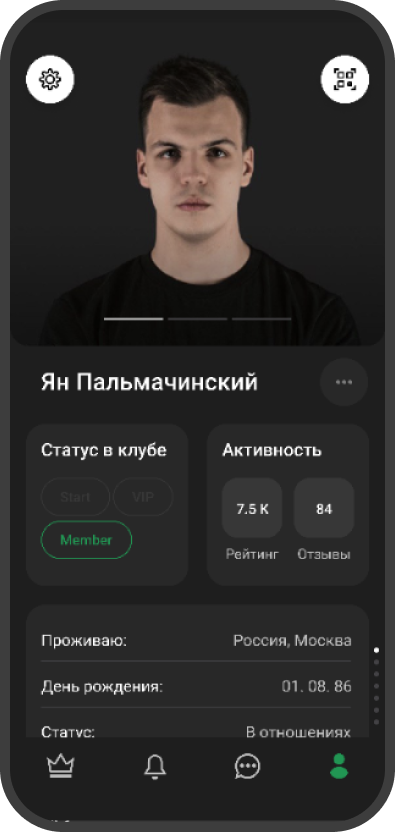 Ян Пальмачинский
Статус в клубе
Start VIP
Member
Активность
7.5 K 84
Рейтинг Отзывы
Проживаю: Россия, Москва
День рождения: 01. 08. 86
Статус: В отношениях